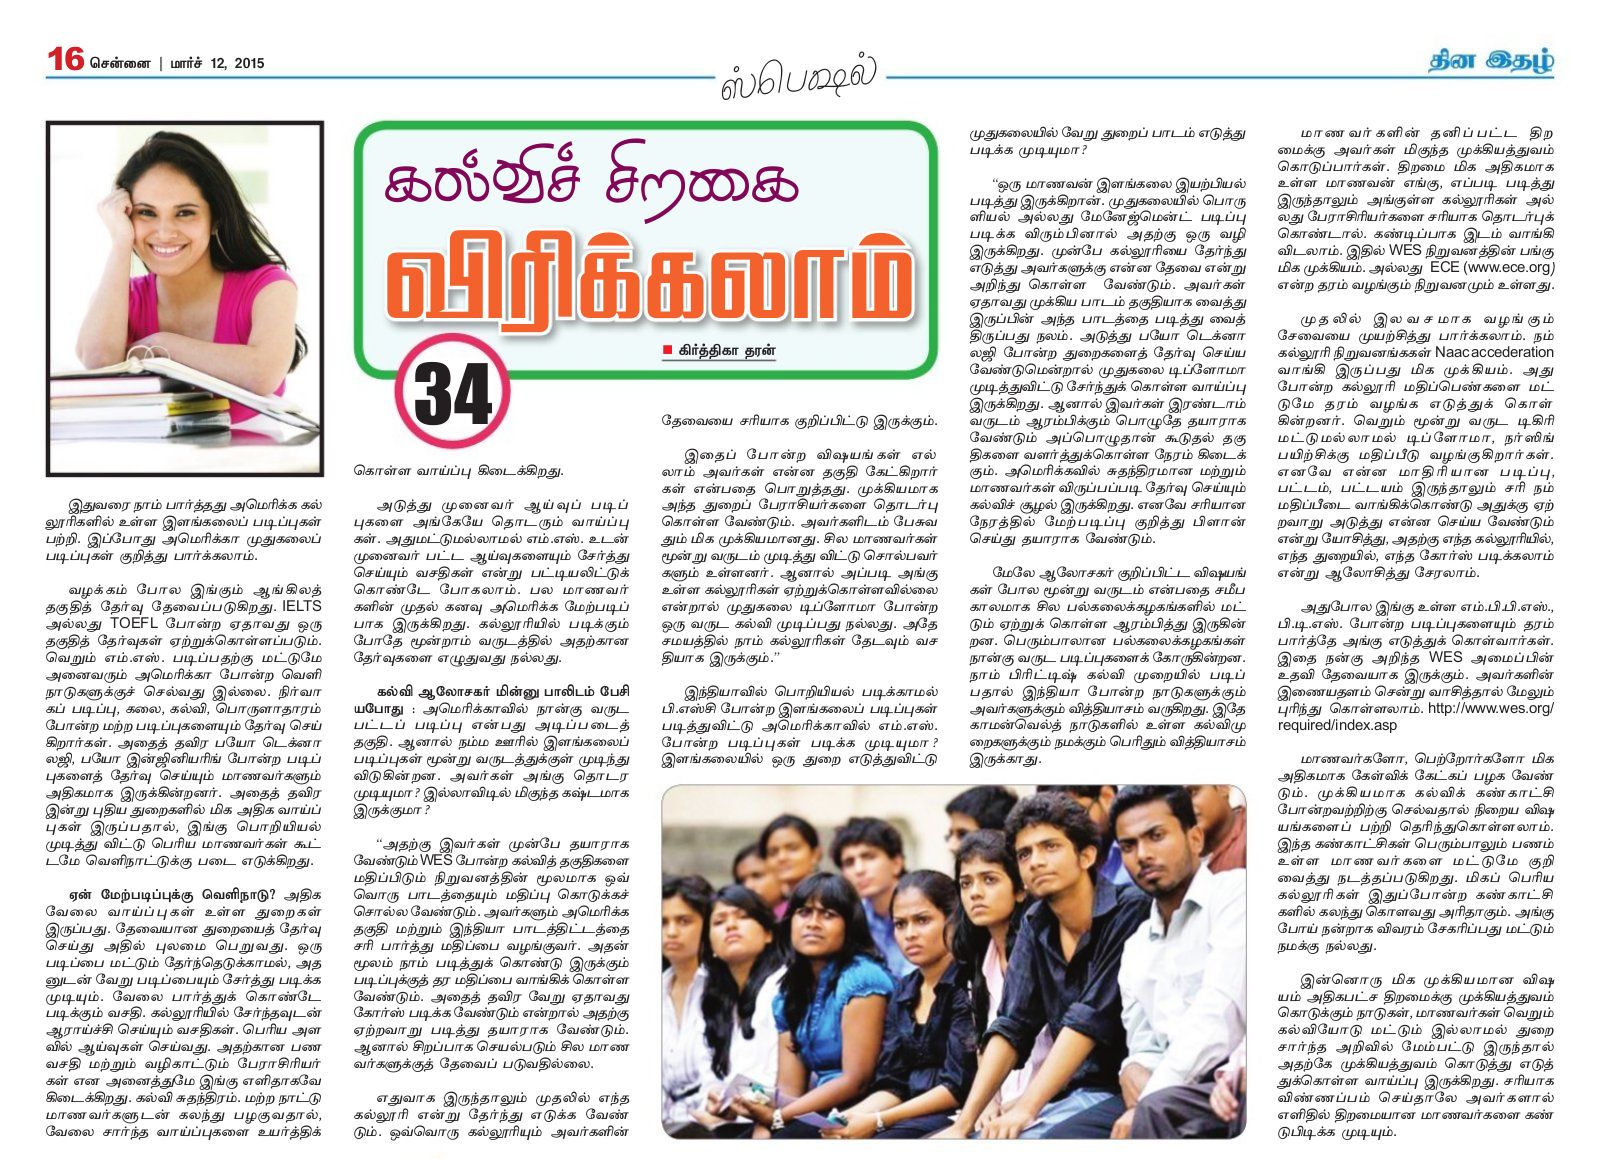 16 சென்னை | மார்ச் 12, 2015
ஸ்பெஷல்
தின இதழ்
கல்விச் சிறகை
விரிக்கலாம்
கிர்த்திகா தரன்
34
இதுவரை நாம் பார்த்தது அமெரிக்க கல்
லூரிகளில் உள்ள இளங்கலைப் படிப்புகள்
பற்றி. இப்போது அமெரிக்கா முதுகலைப்
படிப்புகள் குறித்து பார்க்கலாம்.
வழக்கம் போல இங்கும் ஆங்கிலத்
தகுதித் தேர்வு தேவைப்படுகிறது. IELTS
அல்லது TOEFL போன்ற ஏதாவது ஒரு
தகுதித் தேர்வுகள் ஏற்றுக்கொள்ளப்படும்.
வெறும் எம்.எஸ். படிப்பதற்கு மட்டுமே
அனைவரும் அமெரிக்கா போன்ற வெளி
நாடுகளுக்குச் செல்வது இல்லை. நிர்வா
கப் படிப்பு, கலை, கல்வி, பொருளாதாரம்
போன்ற மற்ற படிப்புகளையும் தேர்வு செய்
கிறார்கள். அதைத் தவிர பயோ டெக்னா
லஜி, பயோ இன்ஜினியரிங் போன்ற படிப்
புகளைத் தேர்வு செய்யும் மாணவர்களும்
அதிகமாக இருக்கின்றனர். அதைத் தவிர
இன்று புதிய துறைகளில் மிக அதிக வாய்ப்
புகள் இருப்பதால், இங்கு பொறியியல்
முடித்து விட்டு பெரிய மாணவர்கள் கூட்
டமே வெளிநாட்டுக்கு படை எடுக்கிறது.
ஏன் மேற்படிப்புக்கு வெளிநாடு? அதிக
வேலை வாய்ப்புகள் உள்ள துறைகள்
இருப்பது. தேவையான துறையைத் தேர்வு
செய்து அதில் புலமை பெறுவது. ஒரு
படிப்பை மட்டும் தேர்ந்தெடுக்காமல், அத
னுடன் வேறு படிப்பையும் சேர்த்து படிக்க
முடியும். வேலை பார்த்துக் கொண்டே
படிக்கும் வசதி. கல்லூரியில் சேர்ந்தவுடன்
ஆராய்ச்சி செய்யும் வசதிகள். பெரிய அள
வில் ஆய்வுகள் செய்வது. அதற்கான பண
வசதி மற்றும் வழிகாட்டும் பேராசிரியர்
கள் என அனைத்துமே இங்கு எளிதாகவே
கிடைக்கிறது. கல்வி சுதந்திரம். மற்ற நாட்டு
மாணவர்களுடன் கலந்து பழகுவதால்,
வேலை சார்ந்த வாய்ப்புகளை உயர்த்திக்
கொள்ள வாய்ப்பு கிடைக்கிறது.
அடுத்து முனைவர் ஆய்வுப் படிப்
புகளை அங்கேயே தொடரும் வாய்ப்பு
கள். அதுமட்டுமல்லாமல் எம்.எஸ். உடன்
முனைவர் பட்ட ஆய்வுகளையும் சேர்த்து
செய்யும் வசதிகள் என்று பட்டியலிட்டுக்
கொண்டே போகலாம். பல மாணவர்
களின் முதல் கனவு அமெரிக்க மேற்படிப்
பாக இருக்கிறது. கல்லூரியில் படிக்கும்
போதே மூன்றாம் வருடத்தில் அதற்கான
தேர்வுகளை எழுதுவது நல்லது.
கல்வி ஆலோசகர் மின்னு பாலிடம் பேசி
யபோது : அமெரிக்காவில் நான்கு வருட
பட்டப் படிப்பு என்பது அடிப்படைத்
தகுதி. ஆனால் நம்ம ஊரில் இளங்கலைப்
படிப்புகள் மூன்று வருடத்துக்குள் முடிந்து
விடுகின்றன. அவர்கள் அங்கு தொடர
முடியுமா? இல்லாவிடில் மிகுந்த கஷ்டமாக
இருக்குமா?
“அதற்கு இவர்கள் முன்பே தயாராக
வேண்டும் WES போன்ற கல்வித் தகுதிகளை
மதிப்பிடும் நிறுவனத்தின் மூலமாக ஒவ்
வொரு பாடத்தையும் மதிப்பு கொடுக்கச்
சொல்ல வேண்டும். அவர்களும் அமெரிக்க
தகுதி மற்றும் இந்தியா பாடத்திட்டத்தை
சரி பார்த்து மதிப்பை வழங்குவர். அதன்
மூலம் நாம் படித்துக் கொண்டு இருக்கும்
படிப்புக்குத் தர மதிப்பை வாங்கிக் கொள்ள
வேண்டும். அதைத் தவிர வேறு ஏதாவது
கோர்ஸ் படிக்க வேண்டும் என்றால் அதற்கு
ஏற்றவாறு படித்து தயாராக வேண்டும்.
ஆனால் சிறப்பாக செயல்படும் சில மாண
வர்களுக்குத் தேவைப் படுவதில்லை.
எதுவாக இருந்தாலும் முதலில் எந்த
கல்லூரி என்று தேர்ந்து எடுக்க வேண்
டும். ஒவ்வொரு கல்லூரியும் அவர்களின்
தேவையை சரியாக குறிப்பிட்டு இருக்கும்.
இதைப் போன்ற விஷயங்கள் எல்
லாம் அவர்கள் என்ன தகுதி கேட்கிறார்
கள் என்பதை பொறுத்தது. முக்கியமாக
அந்த துறைப் பேராசியர்களை தொடர்பு
கொள்ள வேண்டும். அவர்களிடம் பேசுவ
தும் மிக முக்கியமானது. சில மாணவர்கள்
மூன்று வருடம் முடித்து விட்டு சொல்பவர்
களும் உள்ளனர். ஆனால் அப்படி அங்கு
உள்ள கல்லூரிகள் ஏற்றுக்கொள்ளவில்லை
என்றால் முதுகலை டிப்ளோமா போன்ற
ஒரு வருட கல்வி முடிப்பது நல்லது. அதே
சமயத்தில் நாம் கல்லூரிகள் தேடவும் வச
தியாக இருக்கும்.”
இந்தியாவில் பொறியியல் படிக்காமல்
பி.எஸ்சி போன்ற இளங்கலைப் படிப்புகள்
படித்துவிட்டு அமெரிக்காவில் எம்.எஸ்.
போன்ற படிப்புகள் படிக்க முடியுமா?
இளங்கலையில் ஒரு துறை எடுத்துவிட்டு
முதுகலையில் வேறு துறைப் பாடம் எடுத்து
படிக்க முடியுமா?
“ஒரு மாணவன் இளங்கலை இயற்பியல்
படித்து இருக்கிறான். முதுகலையில் பொரு
ளியல் அல்லது மேனேஜ்மென்ட் படிப்பு
படிக்க விரும்பினால் அதற்கு ஒரு வழி
இருக்கிறது. முன்பே கல்லூரியை தேர்ந்து
எடுத்து அவர்களுக்கு என்ன தேவை என்று
அறிந்து கொள்ள வேண்டும். அவர்கள்
ஏதாவது முக்கிய பாடம் தகுதியாக வைத்து
இருப்பின் அந்த பாடத்தை படித்து வைத்
திருப்பது நலம். அடுத்து பயோ டெக்னா
லஜி போன்ற துறைகளைத் தேர்வு செய்ய
வேண்டுமென்றால் முதுகலை டிப்ளோமா
முடித்துவிட்டு சேர்ந்துக் கொள்ள வாய்ப்பு
இருக்கிறது. ஆனால் இவர்கள் இரண்டாம்
வருடம் ஆரம்பிக்கும் பொழுதே தயாராக
வேண்டும் அப்பொழுதான் கூடுதல் தகு
திகளை வளர்த்துக்கொள்ள நேரம் கிடைக்
கும். அமெரிக்கவில் சுதந்திரமான மற்றும்
மாணவர்கள் விருப்பப்படி தேர்வு செய்யும்
கல்விச் சூழல் இருக்கிறது. எனவே சரியான
நேரத்தில் மேற்படிப்பு குறித்து பிளான்
செய்து தயாராக வேண்டும்.
மேலே ஆலோசகர் குறிப்பிட்ட விஷயங்
கள் போல மூன்று வருடம் என்பதை சமீப
காலமாக சில பல்கலைக்கழகங்களில் மட்
டும் ஏற்றுக் கொள்ள ஆரம்பித்து இருகின்
றன. பெரும்பாலான பல்கலைக்கழகங்கள்
நான்கு வருட படிப்புகளைக் கோருகின்றன.
நாம் பிரிட்டிஷ் கல்வி முறையில் படிப்
பதால் இந்தியா போன்ற நாடுகளுக்கும்
அவர்களுக்கும் வித்தியாசம் வருகிறது. இதே
காமன்வெல்த் நாடுகளில் உள்ள கல்விமு
றைகளுக்கும் நமக்கும் பெரிதும் வித்தியாசம்
இருக்காது.
மாணவர்களின் தனிப்பட்ட திற
மைக்கு அவர்கள் மிகுந்த முக்கியத்துவம்
கொடுப்பார்கள். திறமை மிக அதிகமாக
உள்ள மாணவன் எங்கு, எப்படி படித்து
இருந்தாலும் அங்குள்ள கல்லூரிகள் அல்
லது பேராசிரியர்களை சரியாக தொடர்புக்
கொண்டால். கண்டிப்பாக இடம் வாங்கி
விடலாம். இதில் WES நிறுவனத்தின் பங்கு
மிக முக்கியம். அல்லது ECE (www.ece.org)
என்ற தரம் வழங்கும் நிறுவனமும் உள்ளது.
முதலில் இலவசமாக வழங்கும்
சேவையை முயற்சித்து பார்க்கலாம். நம்
கல்லூரி நிறுவனங்ககள் Naac accederation
வாங்கி இருப்பது மிக முக்கியம். அது
போன்ற கல்லூரி மதிப்பெண்களை மட்
டுமே தரம் வழங்க எடுத்துக் கொள்
கின்றனர். வெறும் மூன்று வருட டிகிரி
மட்டுமல்லாமல் டிப்ளோமா, நர்ஸிங்
பயிற்சிக்கு மதிப்பீடு வழங்குகிறார்கள்.
எனவே என்ன மாதிரியான படிப்பு,
பட்டம், பட்டயம் இருந்தாலும் சரி நம்
மதிப்பீடை வாங்கிக்கொண்டு அதுக்கு ஏற்
றவாறு அடுத்து என்ன செய்ய வேண்டும்
என்று யோசித்து, அதற்கு எந்த கல்லூரியில்,
எந்த துறையில், எந்த கோர்ஸ் படிக்கலாம்
என்று ஆலோசித்து சேரலாம்.
அதுபோல இங்கு உள்ள எம்.பி.பி.எஸ்.,
பி.டி.எஸ். போன்ற படிப்புகளையும் தரம்
பார்த்தே அங்கு எடுத்துக் கொள்வார்கள்.
இதை நன்கு அறிந்த WES அமைப்பின்
உதவி தேவையாக இருக்கும். அவர்களின்
இணையதளம் சென்று வாசித்தால் மேலும்
புரிந்து கொள்ளலாம். http://www.wes.org/
required/index.asp
மாணவர்களோ, பெற்றோர்களோ மிக
அதிகமாக கேள்விக் கேட்கப் பழக வேண்
டும். முக்கியமாக கல்விக் கண்காட்சி
போன்றவற்றிற்கு செல்வதால் நிறைய விஷ
யங்களைப் பற்றி தெரிந்துகொள்ளலாம்.
இந்த கண்காட்சிகள் பெரும்பாலும் பணம்
உள்ள மாணவர்களை மட்டுமே குறி
வைத்து நடத்தப்படுகிறது. மிகப் பெரிய
கல்லூரிகள் இதுப்போன்ற கண்காட்சி
களில் கலந்து கொளவது அரிதாகும். அங்கு
போய் நன்றாக விவரம் சேகரிப்பது மட்டும்
நமக்கு நல்லது.
இன்னொரு மிக முக்கியமான விஷ
யம் அதிகபட்ச திறமைக்கு முக்கியத்துவம்
கொடுக்கும் நாடுகள், மாணவர்கள் வெறும்
கல்வியோடு மட்டும் இல்லாமல் துறை
சார்ந்த அறிவில் மேம்பட்டு இருந்தால்
அதற்கே முக்கியத்துவம் கொடுத்து எடுத்
துக்கொள்ள வாய்ப்பு இருக்கிறது. சரியாக
விண்ணப்பம் செய்தாலே அவர்களால்
எளிதில் திறமையான மாணவர்களை கண்
டுபிடிக்க முடியும்.